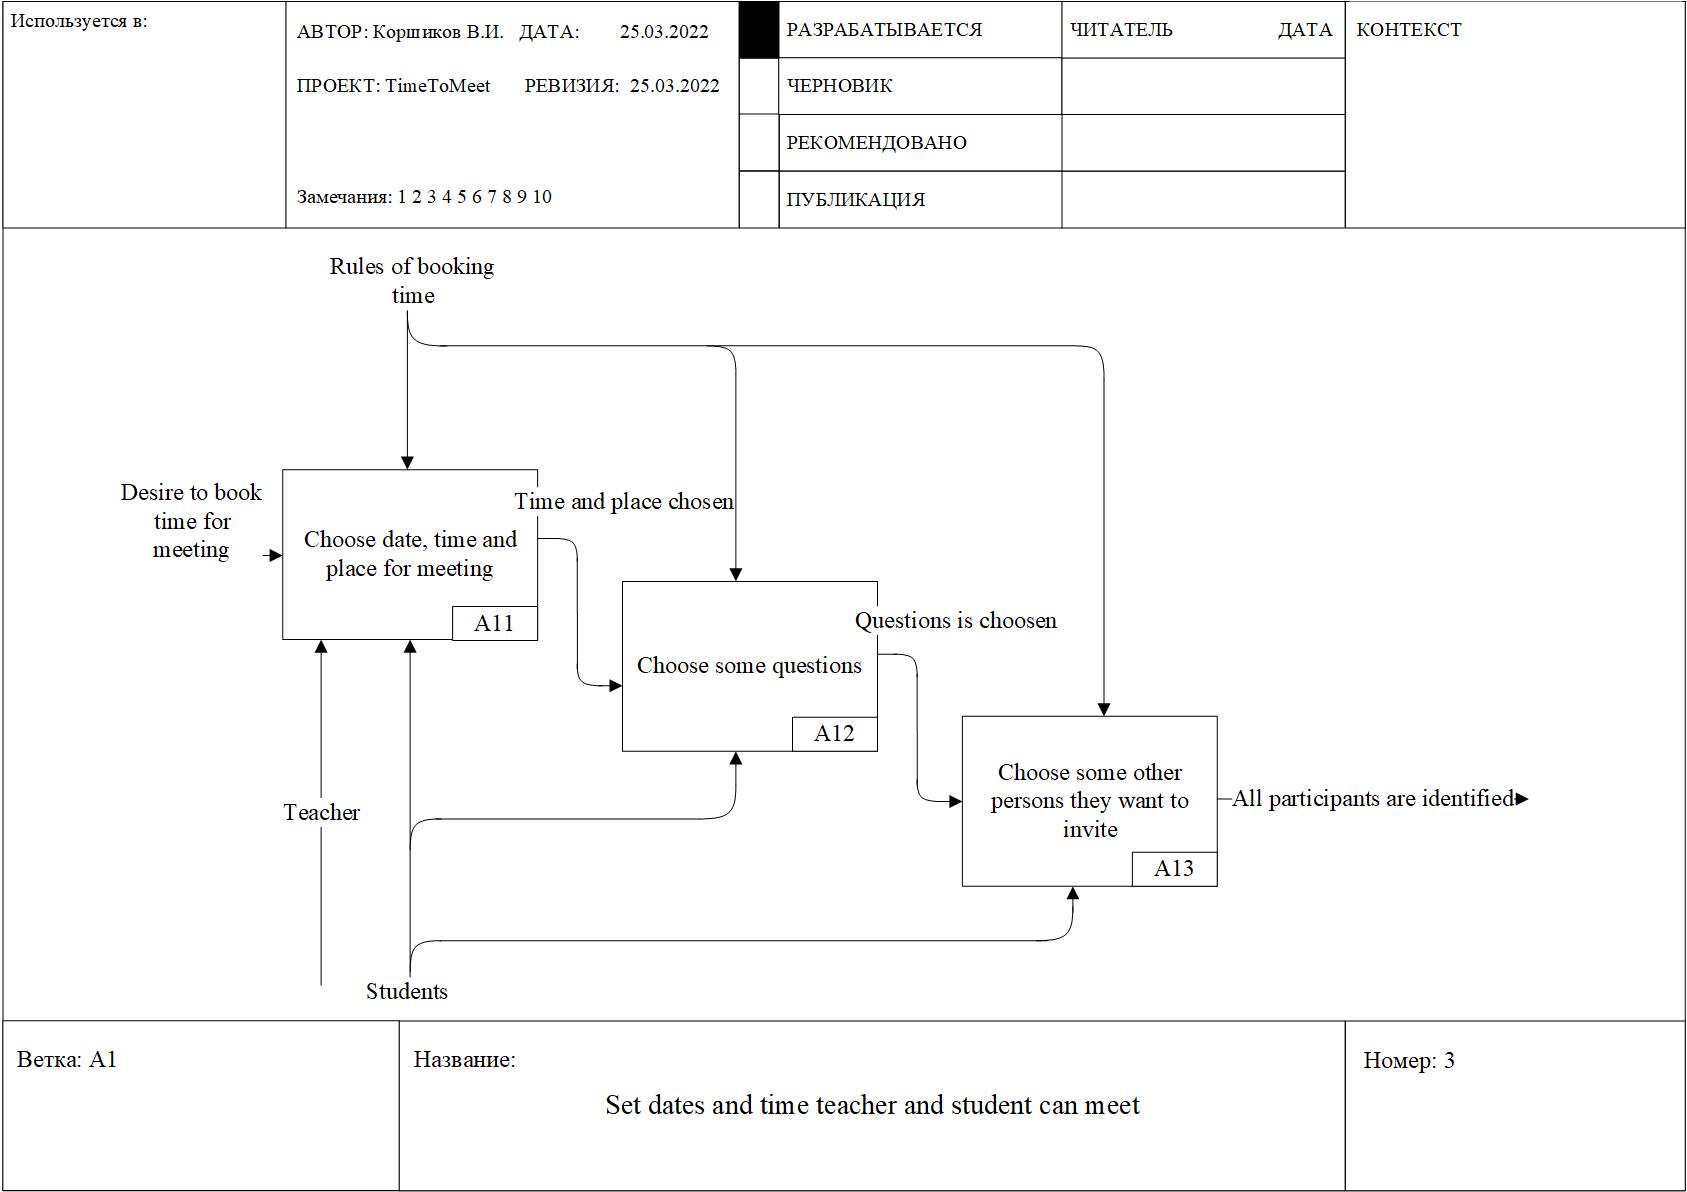 Используется в:
АВТОР: Коршиков В.И. ДАТА: 25.03.2022
ПРОЕКТ: TimeToMeet РЕВИЗИЯ: 25.03.2022
Замечания: 1 2 3 4 5 6 7 8 9 10
РАЗРАБАТЫВАЕТСЯ
ЧЕРНОВИК
РЕКОМЕНДОВАНО
ПУБЛИКАЦИЯ
ЧИТАТЕЛЬ ДАТА
КОНТЕКСТ
Rules of booking
time
Desire to book
time for
meeting
Choose date, time and
place for meeting
A11
Time and place chosen
Choose some questions
A12
Questions is choosen
Choose some other
persons they want to
invite
A13
All participants are identified
Teacher
Students
Ветка: A1
Название:
Set dates and time teacher and student can meet
Номер: 3